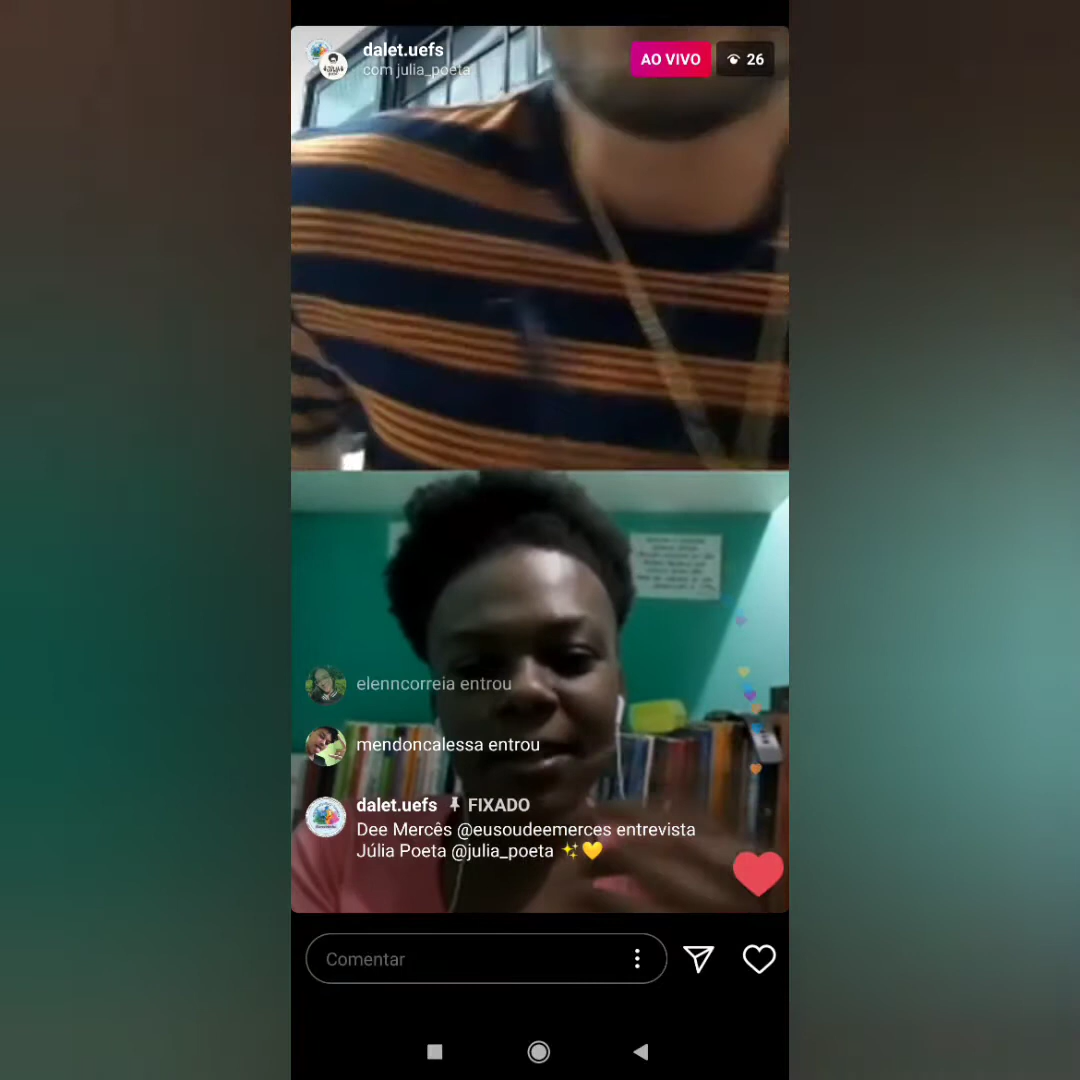 dalet.uefs
com julia_poeta
AO VIVO
26
elenncorreia entrou
mendoncalessa entrou
dalet.uefs FIXADO
Dee Mercês @eusoudeemerces entrevista
Júlia Poeta @julia_poeta ✨💛
Comentar